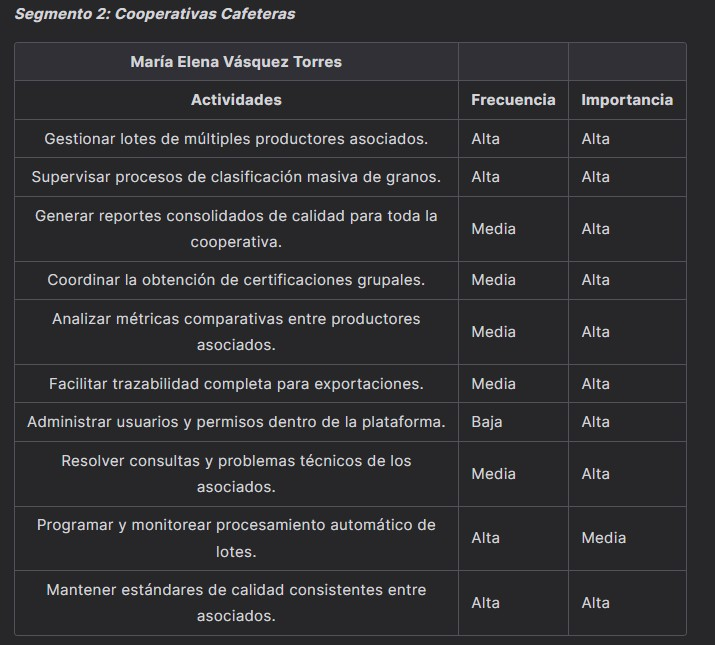 Segmento 2: Cooperativas Cafeteras
María Elena Vásquez Torres
Actividades Frecuencia Importancia
Gestionar lotes de múltiples productores asociados. Alta Alta
Supervisar procesos de clasificación masiva de granos. Alta Alta
Generar reportes consolidados de calidad para toda la
cooperativa. Media Alta
Coordinar la obtención de certificaciones grupales. Media Alta
Analizar métricas comparativas entre productores
asociados. Media Alta
Facilitar trazabilidad completa para exportaciones. Media Alta
Administrar usuarios y permisos dentro de la plataforma. Baja Alta
Resolver consultas y problemas técnicos de los
asociados. Media Alta
Programar y monitorear procesamiento automático de
lotes. Alta Media
Mantener estándares de calidad consistentes entre
asociados. Alta Alta